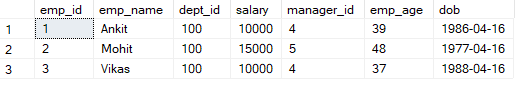 emp_id emp_name dept_id salary manager_id emp_age dob
1 1 Ankit 100 10000 4 39 1986-04-16
2 2 Mohit 100 15000 5 48 1977-04-16
3 3 Vikas 100 10000 4 37 1988-04-16